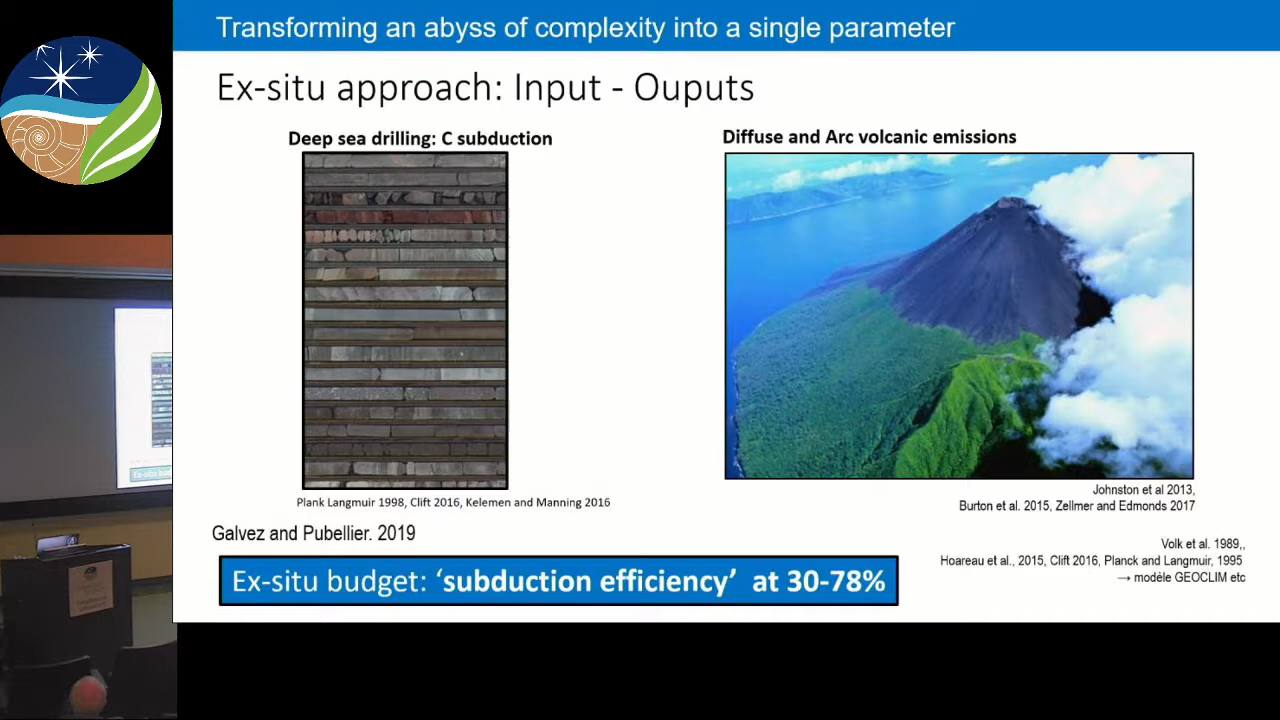 Transforming an abyss of complexity into a single parameter
Ex-situ approach: Input - Ouputs
Deep sea drilling: C subduction
Diffuse and Arc volcanic emissions
Plank Langmuir 1998, Clift 2016, Kelemen and Manning 2016
Johnston et al 2013,
Burton et al. 2015, Zellmer and Edmonds 2017
Galvez and Pubellier. 2019
Volk et al. 1989,,
Hoareau et al., 2015, Clift 2016, Planck and Langmuir, 1995
→ modèle GEOCLIM etc
Ex-situ budget: ‘subduction efficiency’ at 30-78%